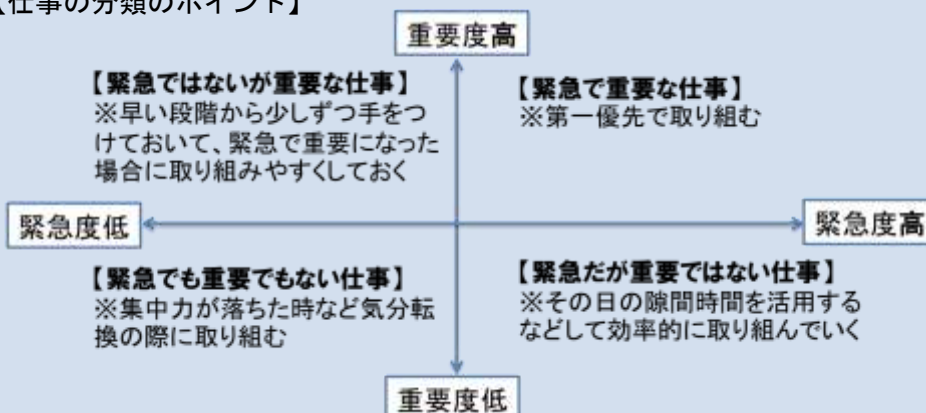 【仕事の分類のポイント】
重要度高
【緊急ではないが重要な仕事】
※早い段階から少しずつ手をつ
けておいて、緊急で重要になった
場合に取り組みやすくしておく
【緊急で重要な仕事】
※第一優先で取り組む
緊急度低
緊急度高
【緊急でも重要でもない仕事】
※集中力が落ちた時など気分転
換の際に取り組む
【緊急だが重要ではない仕事】
※その日の隙間時間を活用する
などして効率的に取り組んでいく
重要度低